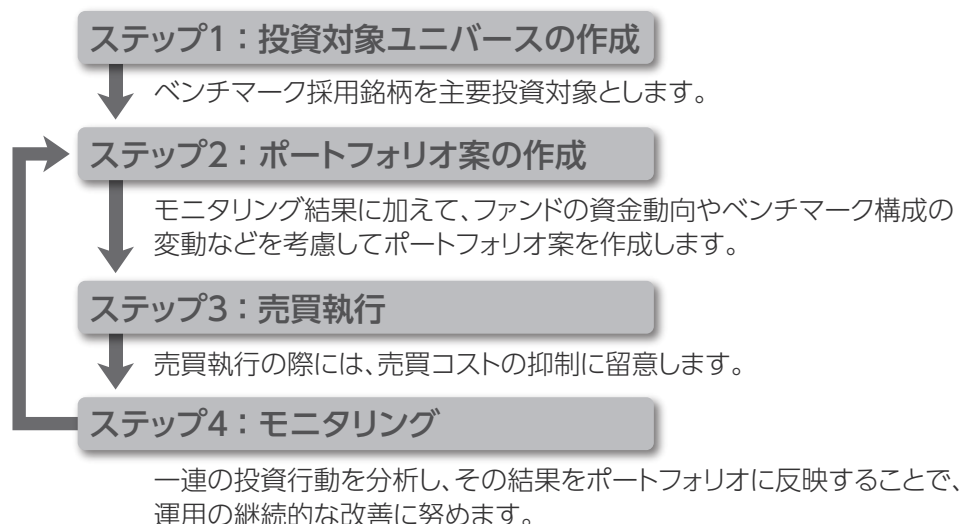 ステップ1：投資対象ユニバースの作成
ベンチマーク採用銘柄を主要投資対象とします。
ステップ2：ポートフォリオ案の作成
モニタリング結果に加えて、ファンドの資金動向やベンチマーク構成の
変動などを考慮してポートフォリオ案を作成します。
ステップ3：売買執行
売買執行の際には、売買コストの抑制に留意します。
ステップ4：モニタリング
一連の投資行動を分析し、その結果をポートフォリオに反映することで、
運用の継続的な改善に努めます。